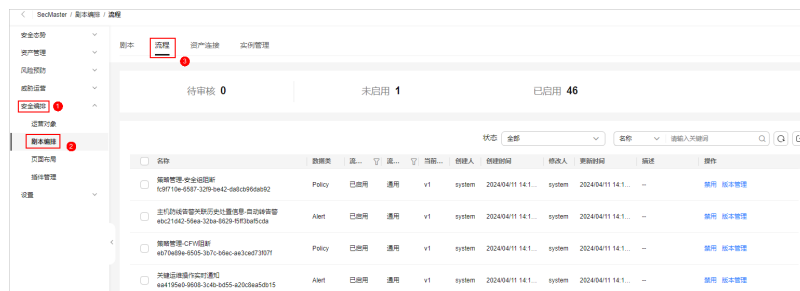 SecMaster / 剧本编排 / 流程
安全态势
资产管理
风险预防
威胁运营
安全编排 1
运营对象
剧本编排 2
页面布局
插件管理
设置
剧本 流程 资产连接 实例管理
3
待审核 0 未启用 1 已启用 46
状态 全部 名称 请输入关键词
名称 数据类 流... 流... 当前... 创建人 创建时间 修改人 更新时间 描述 操作
策略管理-安全组阻断 Policy 已启用 通用 v1 system 2024/04/11 14:1... system 2024/04/11 14:1... -- 禁用 版本管理
fc9f710e-6587-32f9-be42-da8cb96dab92
主机防线告警关联历史处置信息-自动转告警 Alert 已启用 通用 v1 system 2024/04/11 14:1... system 2024/04/11 14:1... -- 禁用 版本管理
ebc21d42-56ea-32ba-8629-f5ff3baf5cda
策略管理-CFW阻断 Policy 已启用 通用 v1 system 2024/04/11 14:1... system 2024/04/11 14:1... -- 禁用 版本管理
eb70e89e-6505-3b7c-b6ec-ae3ced73f07f
关键运维操作实时通知 Alert 已启用 通用 v1 system 2024/04/11 14:1... system 2024/04/11 14:1... -- 禁用 版本管理
ea4195e0-9608-3c4b-bd55-a20c8ea5db15